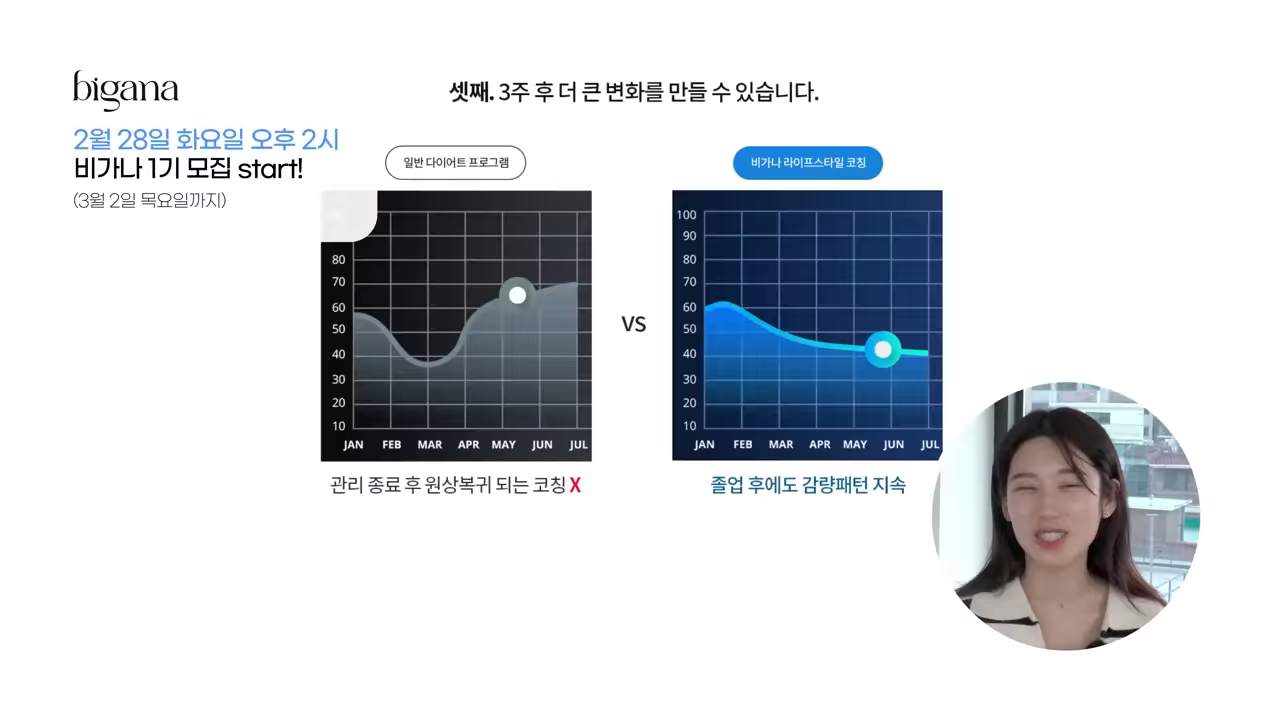 bigana
2월 28일 화요일 오후 2시
비가나 1기 모집 start!
(3월 2일 목요일까지)
셋째. 3주 후 더 큰 변화를 만들 수 있습니다.
일반 다이어트 프로그램
80
70
60
50
40
30
20
10
JAN FEB MAR APR MAY JUN JUL
관리 종료 후 원상복귀 되는 코칭 X
VS
비가나 라이프스타일 코칭
100
90
80
70
60
50
40
30
20
10
JAN FEB MAR APR MAY JUN JUL
졸업 후에도 감량패턴 지속